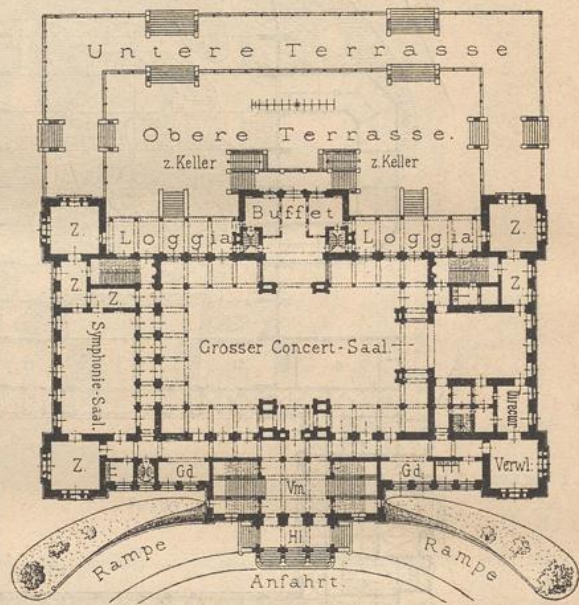 Untere Terrasse
Obere Terrasse.
z. Keller
z. Keller
Buffet
Z.
Loggia
Loggia
Z.
Z.
Z
Z.
Symphonie-Saal.
Grosser Concert-Saal.
Director
Z.
Gd.
Vm.
Gd.
Verwl.
Hl
Rampe
Rampe
Anfahrt.